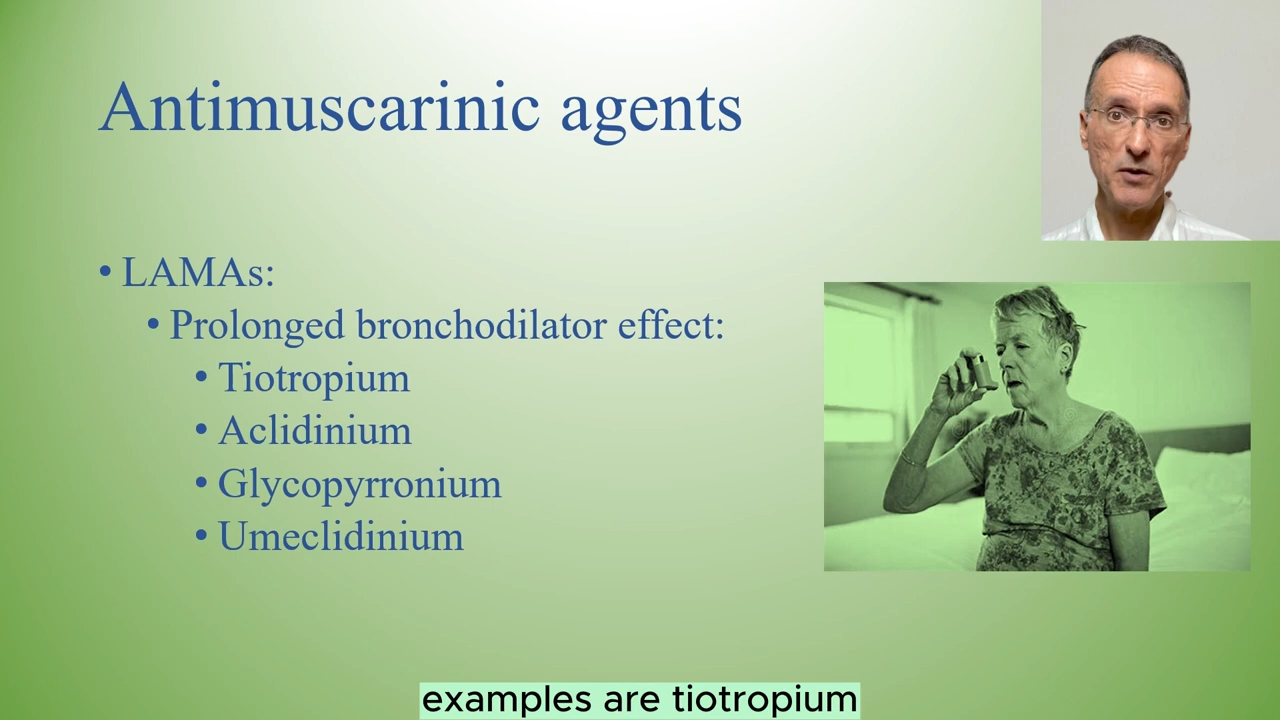 Antimuscarinic agents
• LAMAs:
• Prolonged bronchodilator effect:
• Tiotropium
• Aclidinium
• Glycopyrronium
• Umeclidinium
examples are tiotropium